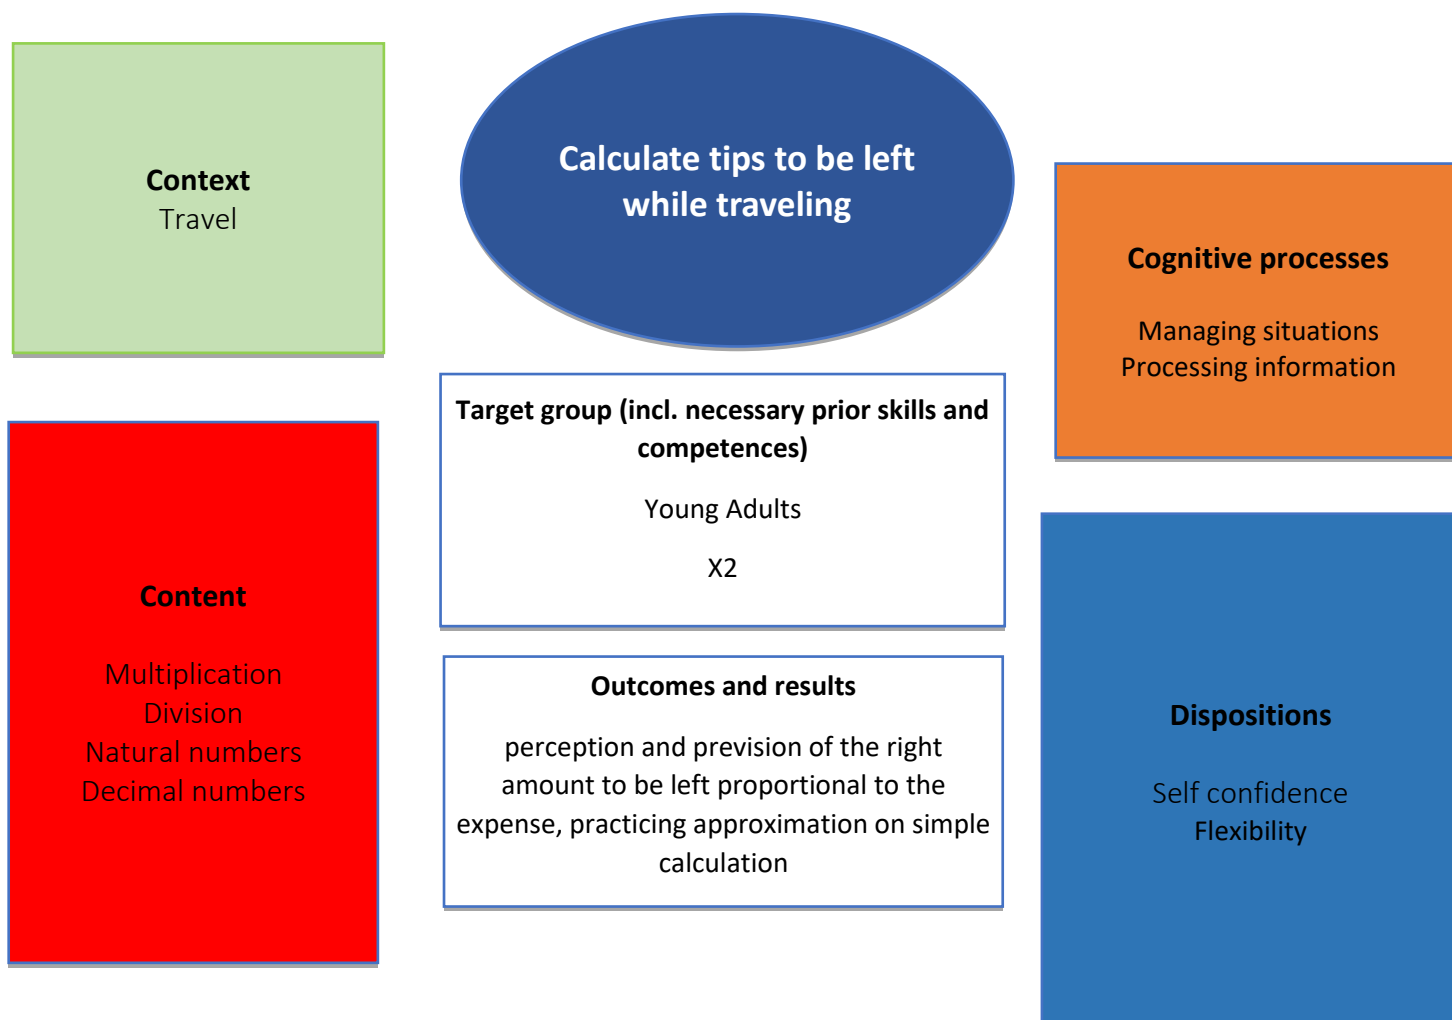 Context
Travel
Calculate tips to be left
while traveling
Cognitive processes
Managing situations
Processing information
Target group (incl. necessary prior skills and
competences)
Young Adults
X2
Content
Multiplication
Division
Natural numbers
Decimal numbers
Outcomes and results
perception and prevision of the right
amount to be left proportional to the
expense, practicing approximation on simple
calculation
Dispositions
Self confidence
Flexibility